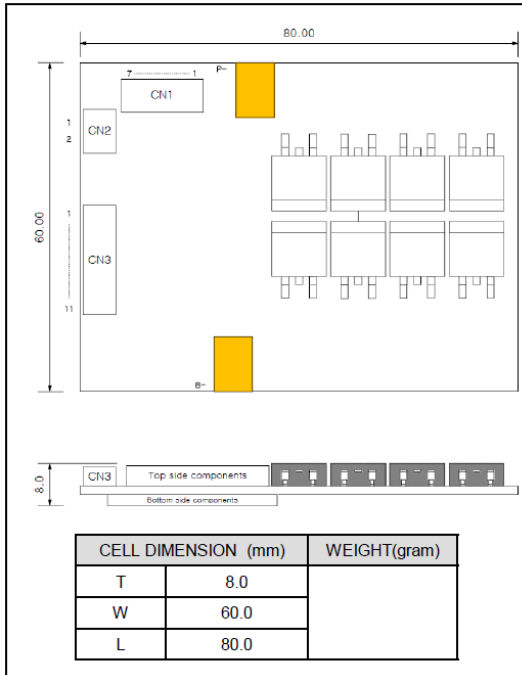 80.00
P-
7 1
CN1
1
2
CN2
60.00
1
11
CN3
B-
8.0
CN3
Top side components
Bottom side components
CELL DIMENSION (mm) WEIGHT(gram)
T 8.0
W 60.0
L 80.0